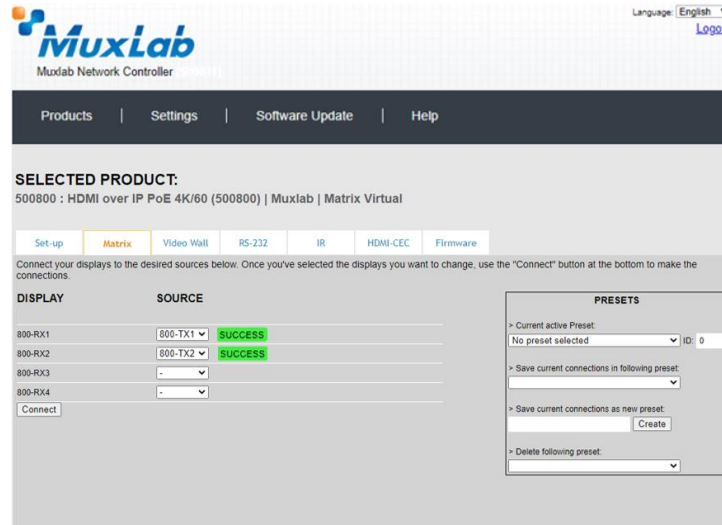 Language: English
Logo
MuxLab
Muxlab Network Controller
Products | Settings | Software Update | Help
SELECTED PRODUCT:
500800 : HDMI over IP PoE 4K/60 (500800) | Muxlab | Matrix Virtual
Set-up Matrix Video Wall RS-232 IR HDMI-CEC Firmware
Connect your displays to the desired sources below. Once you've selected the displays you want to change, use the "Connect" button at the bottom to make the
connections.
DISPLAY SOURCE
800-RX1 800-TX1 SUCCESS
800-RX2 800-TX2 SUCCESS
800-RX3 -
800-RX4 -
Connect
PRESETS
> Current active Preset:
No preset selected ID: 0
> Save current connections in following preset:
> Save current connections as new preset:
Create
> Delete following preset: